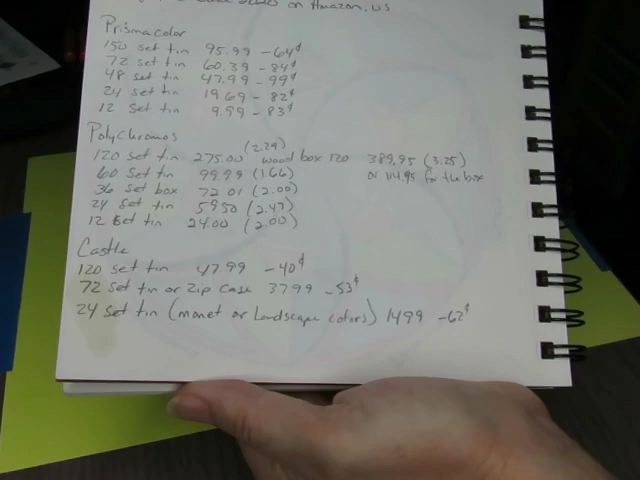 on Amazon.us
Prismacolor
150 set tin 95.99 - 64¢
72 set tin 60.39 - 84¢
48 set tin 47.99 - 99¢
24 set tin 19.69 - 82¢
12 set tin 9.99 - 83¢
Polychromos
120 set tin 275.00 (2.29) wood box 120 389.95 (3.25)
60 set tin 99.99 (1.66) or 114.95 for the box
36 set box 72.01 (2.00)
24 set tin 59.50 (2.47)
12 set tin 24.00 (2.00)
Castle
120 set tin 47.99 - 40¢
72 set tin or Zip Case 37.99 - 53¢
24 set tin (monet or Landscape colors) 14.99 - 62¢